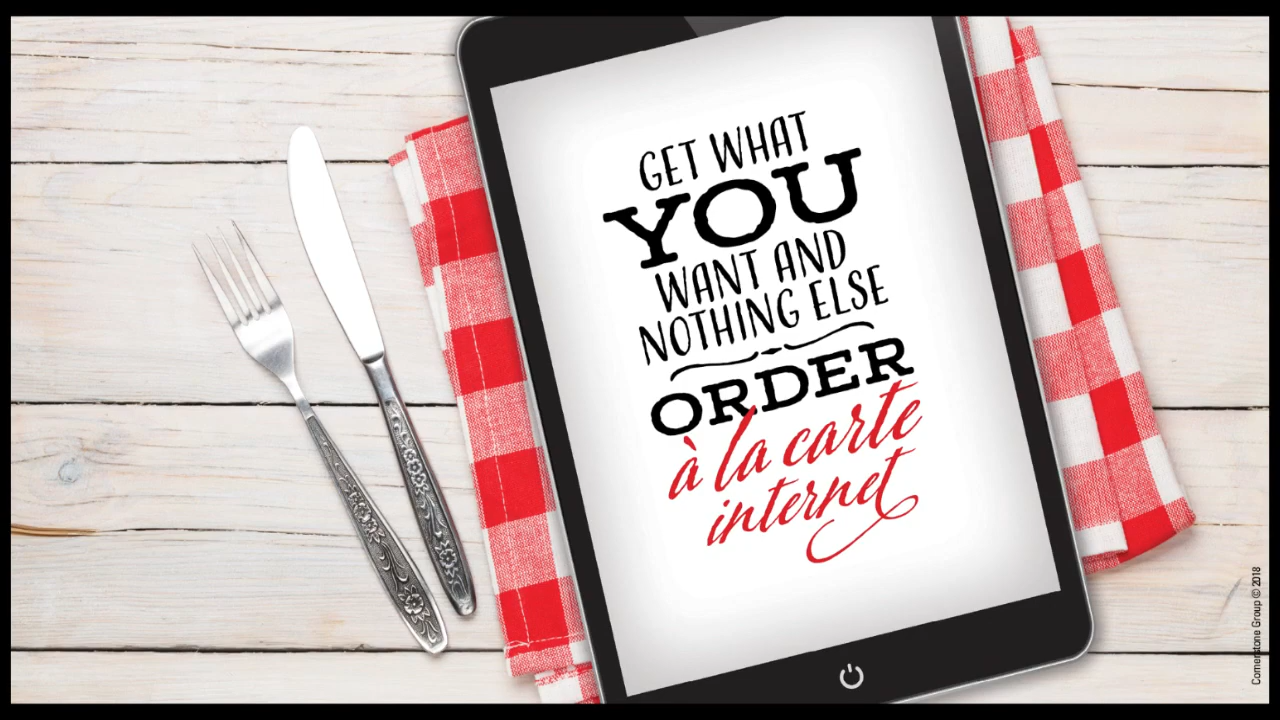 GET WHAT
YOU
WANT AND
NOTHING ELSE
ORDER
à la carte
internet
Cornerstone Group © 2018